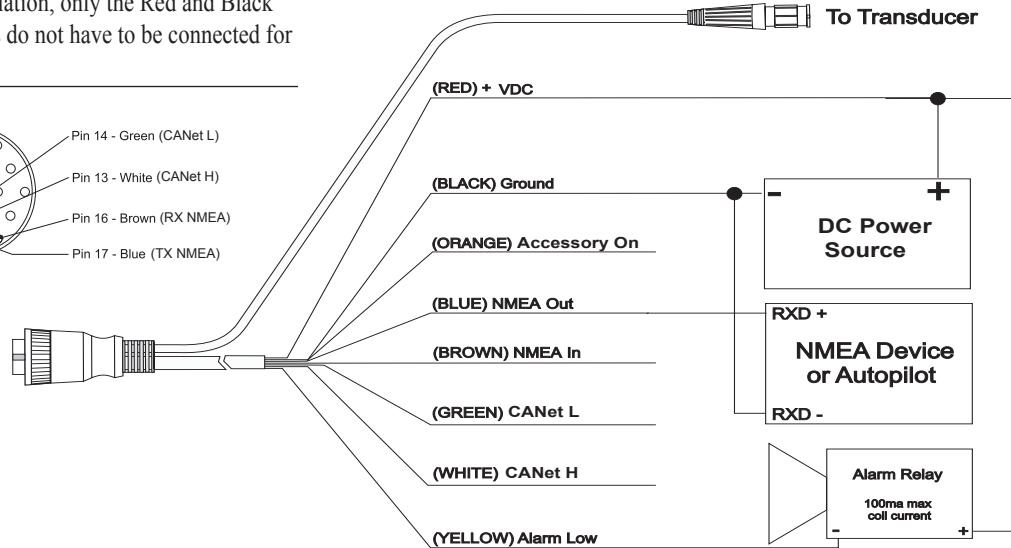 lation, only the Red and Black
do not have to be connected for
To Transducer
(RED) + VDC
Pin 14 - Green (CANet L)
Pin 13 - White (CANet H)
Pin 16 - Brown (RX NMEA)
Pin 17 - Blue (TX NMEA)
(BLACK) Ground
- +
DC Power
Source
(ORANGE) Accessory On
(BLUE) NMEA Out
RXD +
NMEA Device
or Autopilot
RXD -
(BROWN) NMEA In
(GREEN) CANet L
(WHITE) CANet H
Alarm Relay
100ma max
coil current
- +
(YELLOW) Alarm Low